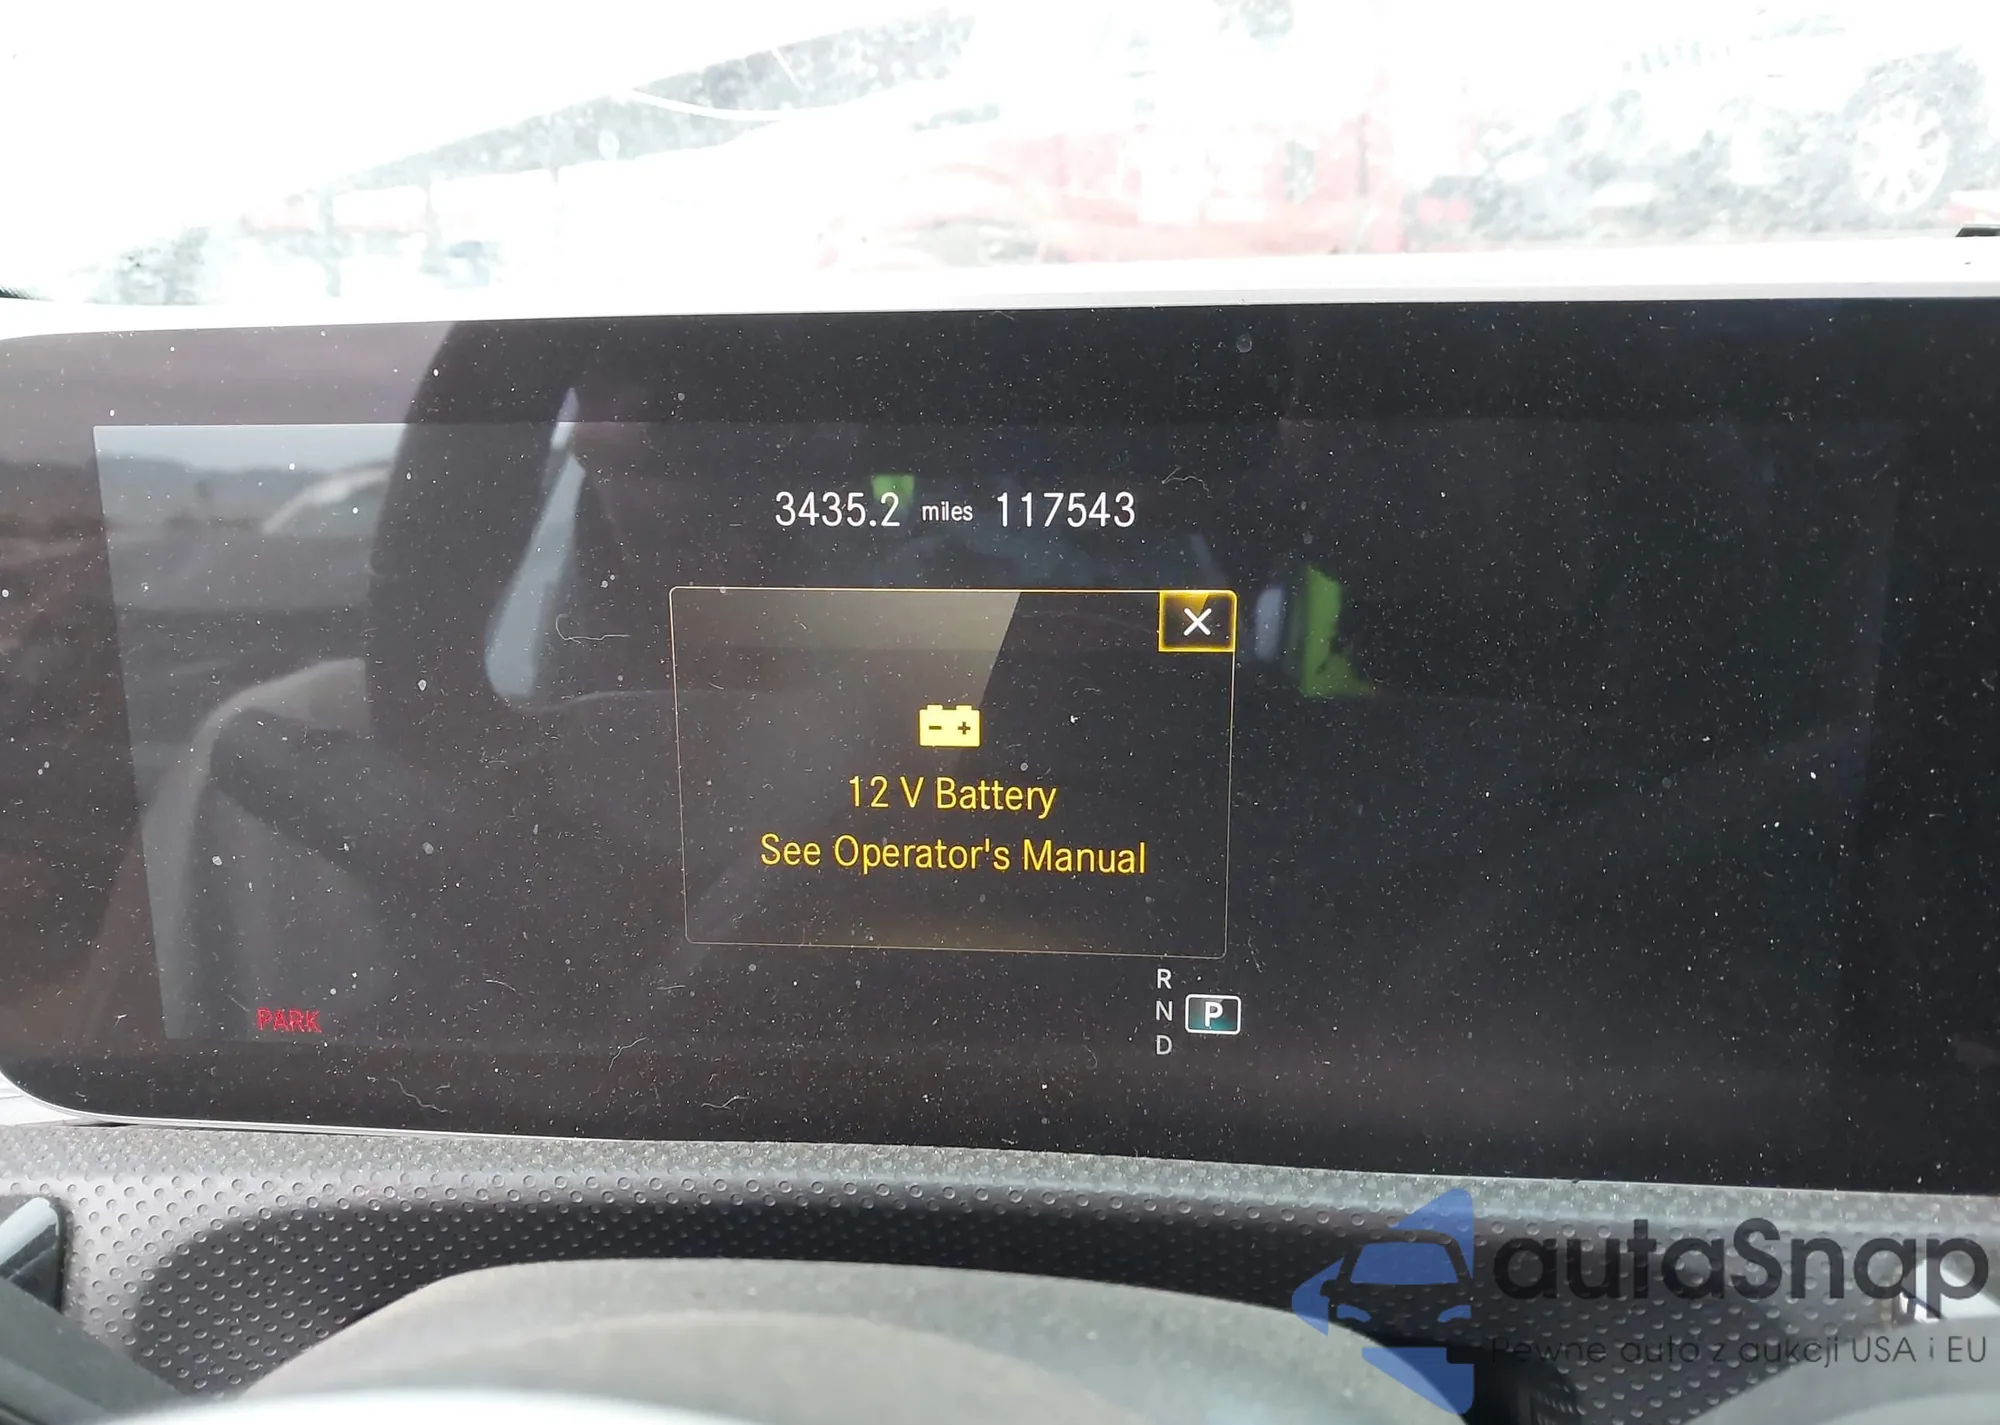 3435.2 miles 117543
12 V Battery
See Operator's Manual
R
N P
D
PARK
autaSnap
Pewne auto z aukcji USA i EU